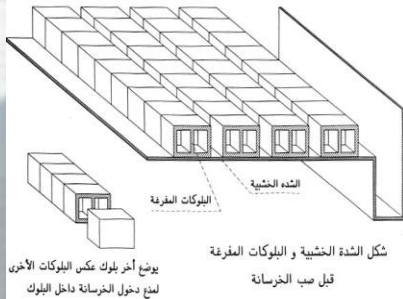 الشده الخشبية
البلوكات المفرغة
شكل الشدة الخشبية و البلوكات المفرغة
قبل صب الخرسانة
يوضع أخر بلوك عكس البلوكات الأخرى
لمنع دخول الخرسانة داخل البلوك